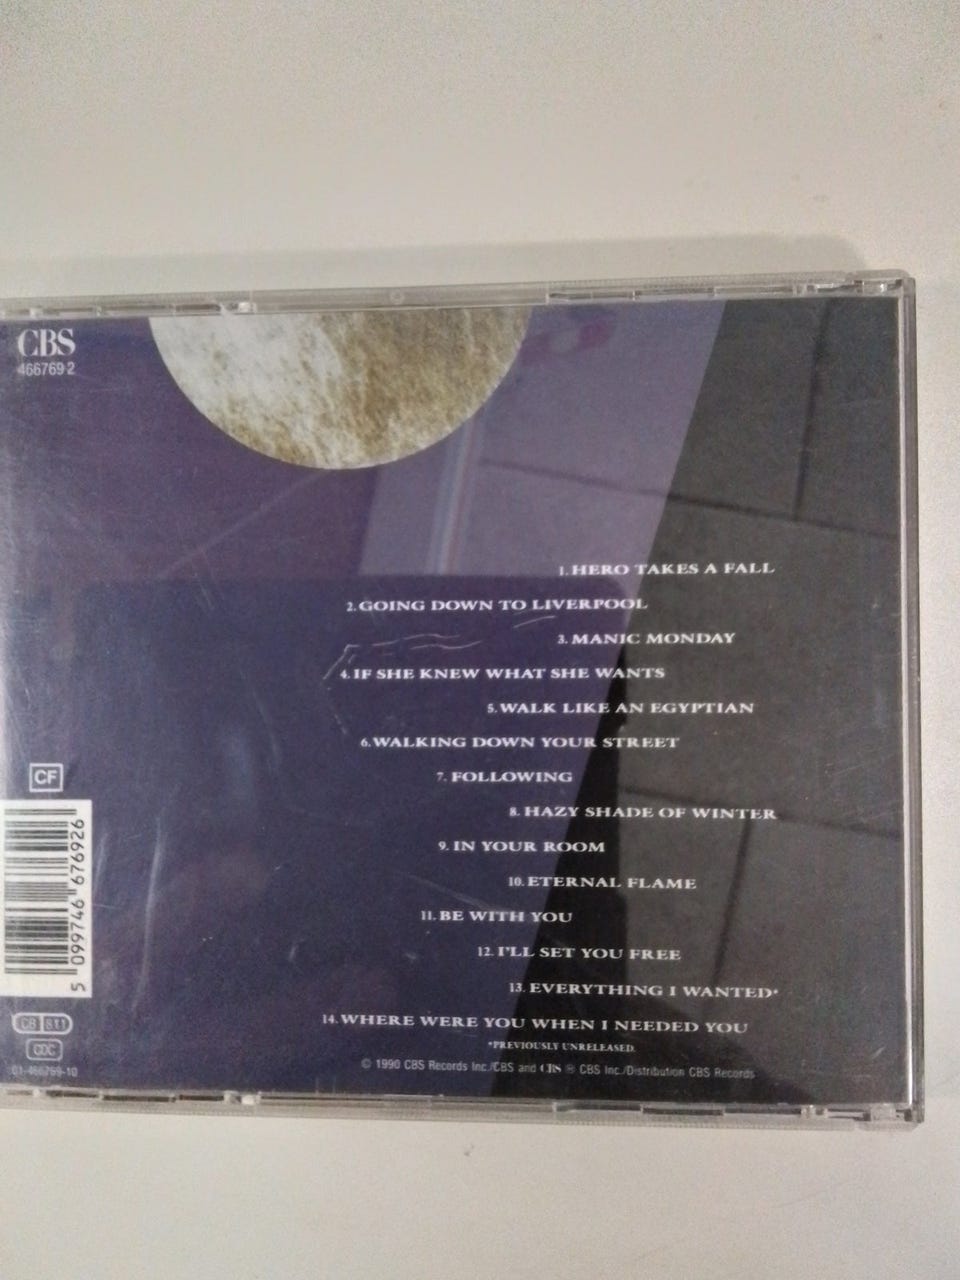 CBS
466769 2
1. HERO TAKES A FALL
2. GOING DOWN TO LIVERPOOL
3. MANIC MONDAY
4. IF SHE KNEW WHAT SHE WANTS
5. WALK LIKE AN EGYPTIAN
6. WALKING DOWN YOUR STREET
7. FOLLOWING
8. HAZY SHADE OF WINTER
9. IN YOUR ROOM
10. ETERNAL FLAME
11. BE WITH YOU
12. I'LL SET YOU FREE
13. EVERYTHING I WANTED*
14. WHERE WERE YOU WHEN I NEEDED YOU
*PREVIOUSLY UNRELEASED.
© 1990 CBS Records Inc./CBS and CBS ® CBS Inc./Distribution CBS Records
CF
5 099746 676926
CB 811
CDC
01-466769-10